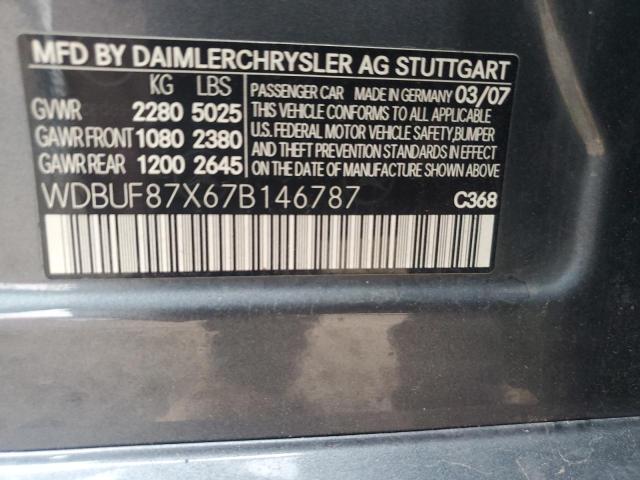 MFD BY DAIMLERCHRYSLER AG STUTTGART
KG LBS
GVWR 2280 5025
GAWR FRONT 1080 2380
GAWR REAR 1200 2645
PASSENGER CAR MADE IN GERMANY 03/07
THIS VEHICLE CONFORMS TO ALL APPLICABLE
U.S. FEDERAL MOTOR VEHICLE SAFETY, BUMPER
AND THEFT PREVENTION STANDARDS IN EFFECT
ON THE DATE OF MANUFACTURE SHOWN ABOVE
WDBUF87X67B146787 C368